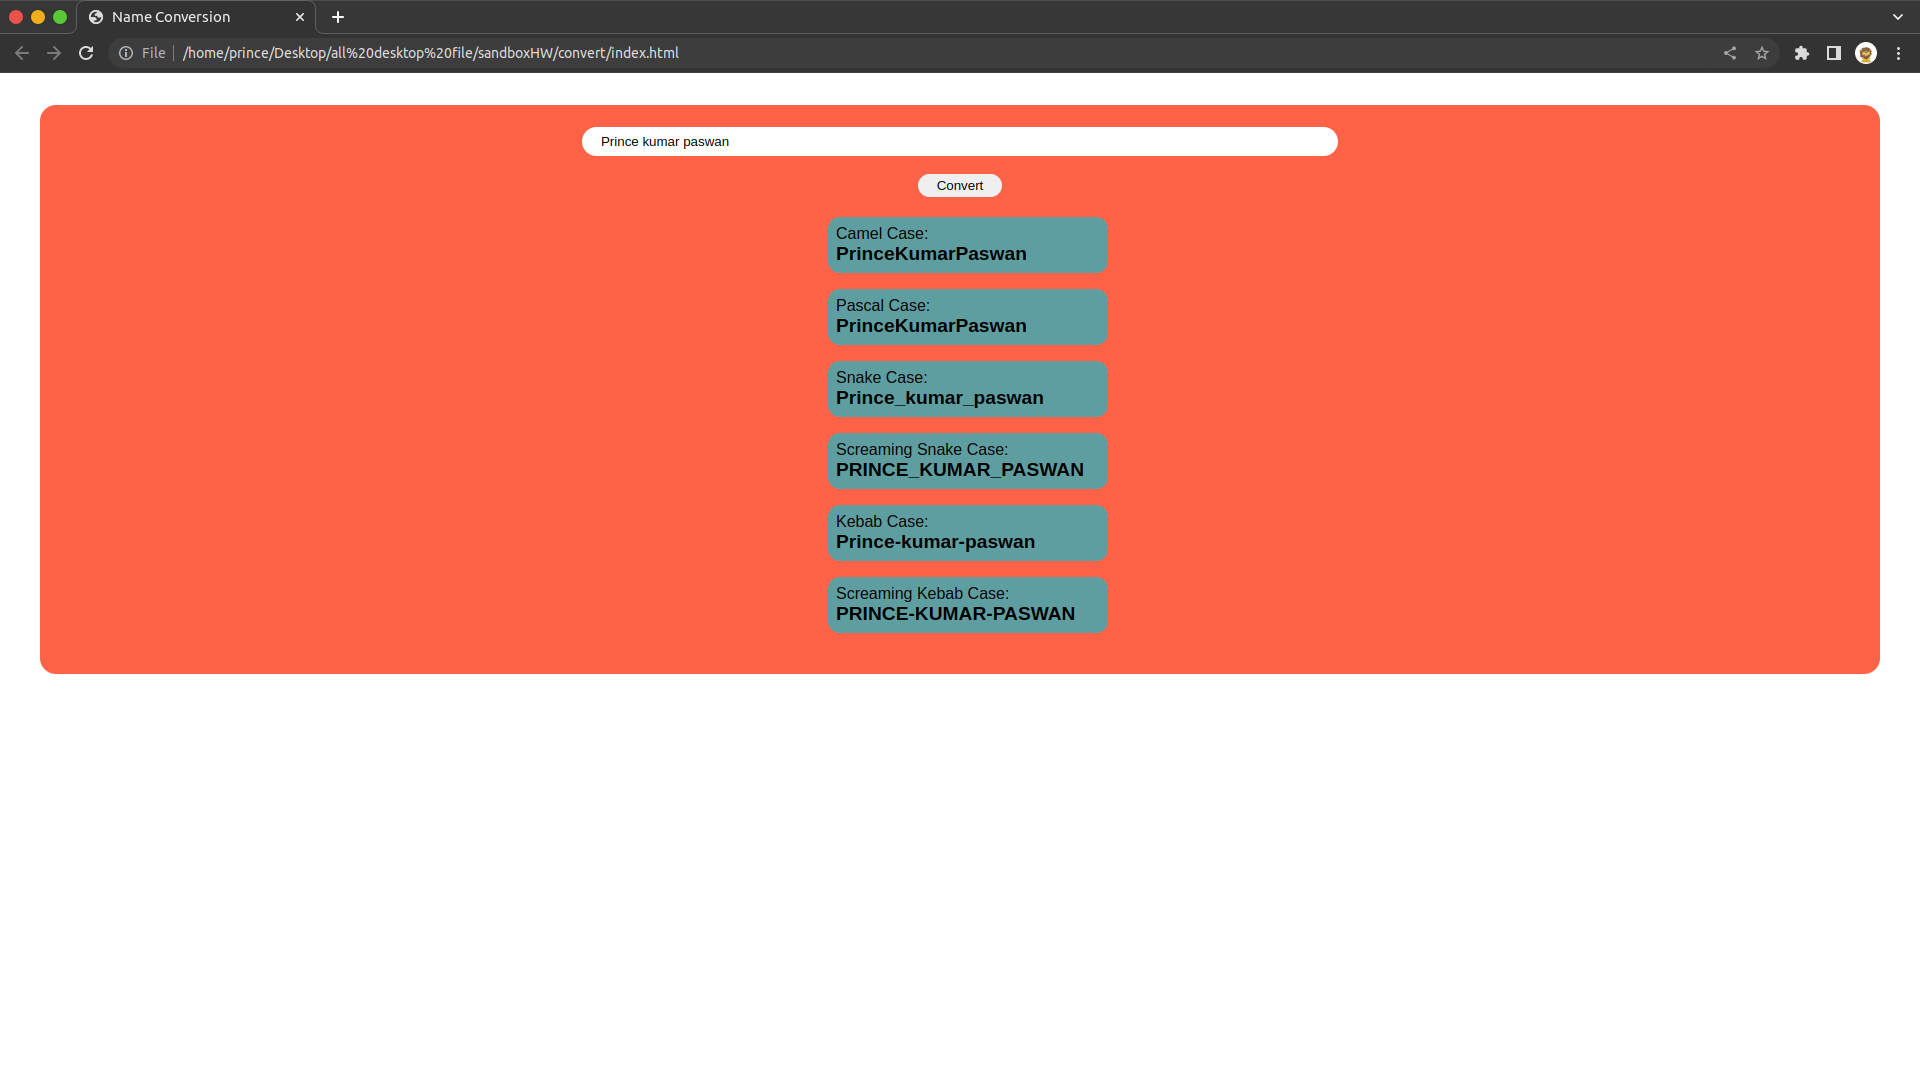 Name Conversion
File /home/prince/Desktop/all%20desktop%20file/sandboxHW/convert/index.html
Prince kumar paswan
Convert
Camel Case:
PrinceKumarPaswan
Pascal Case:
PrinceKumarPaswan
Snake Case:
Prince_kumar_paswan
Screaming Snake Case:
PRINCE_KUMAR_PASWAN
Kebab Case:
Prince-kumar-paswan
Screaming Kebab Case:
PRINCE-KUMAR-PASWAN